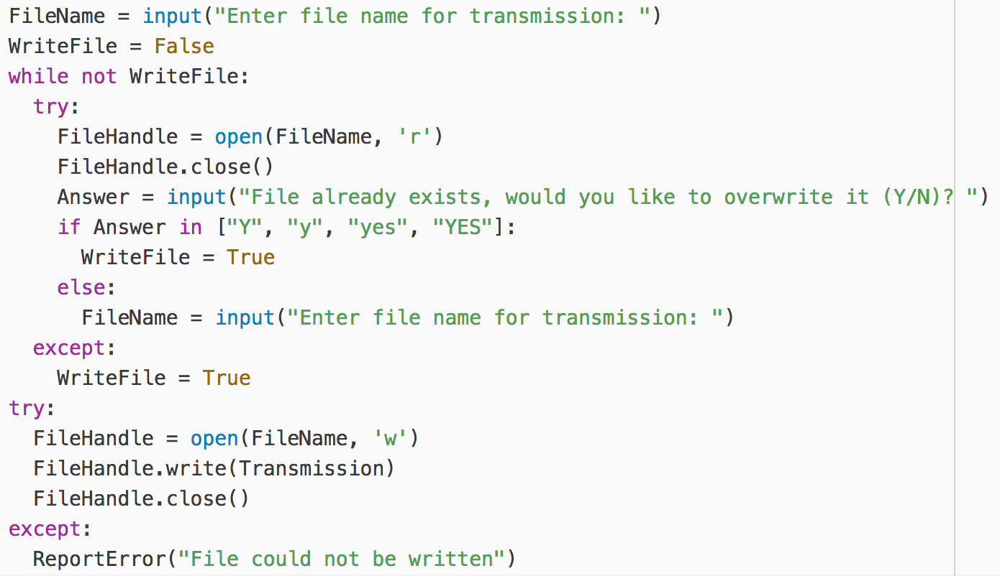 FileName = input("Enter file name for transmission: ")
WriteFile = False
while not WriteFile:
  try:
    FileHandle = open(FileName, 'r')
    FileHandle.close()
    Answer = input("File already exists, would you like to overwrite it (Y/N)? ")
    if Answer in ["Y", "y", "yes", "YES"]:
      WriteFile = True
    else:
      FileName = input("Enter file name for transmission: ")
  except:
    WriteFile = True
try:
  FileHandle = open(FileName, 'w')
  FileHandle.write(Transmission)
  FileHandle.close()
except:
  ReportError("File could not be written")